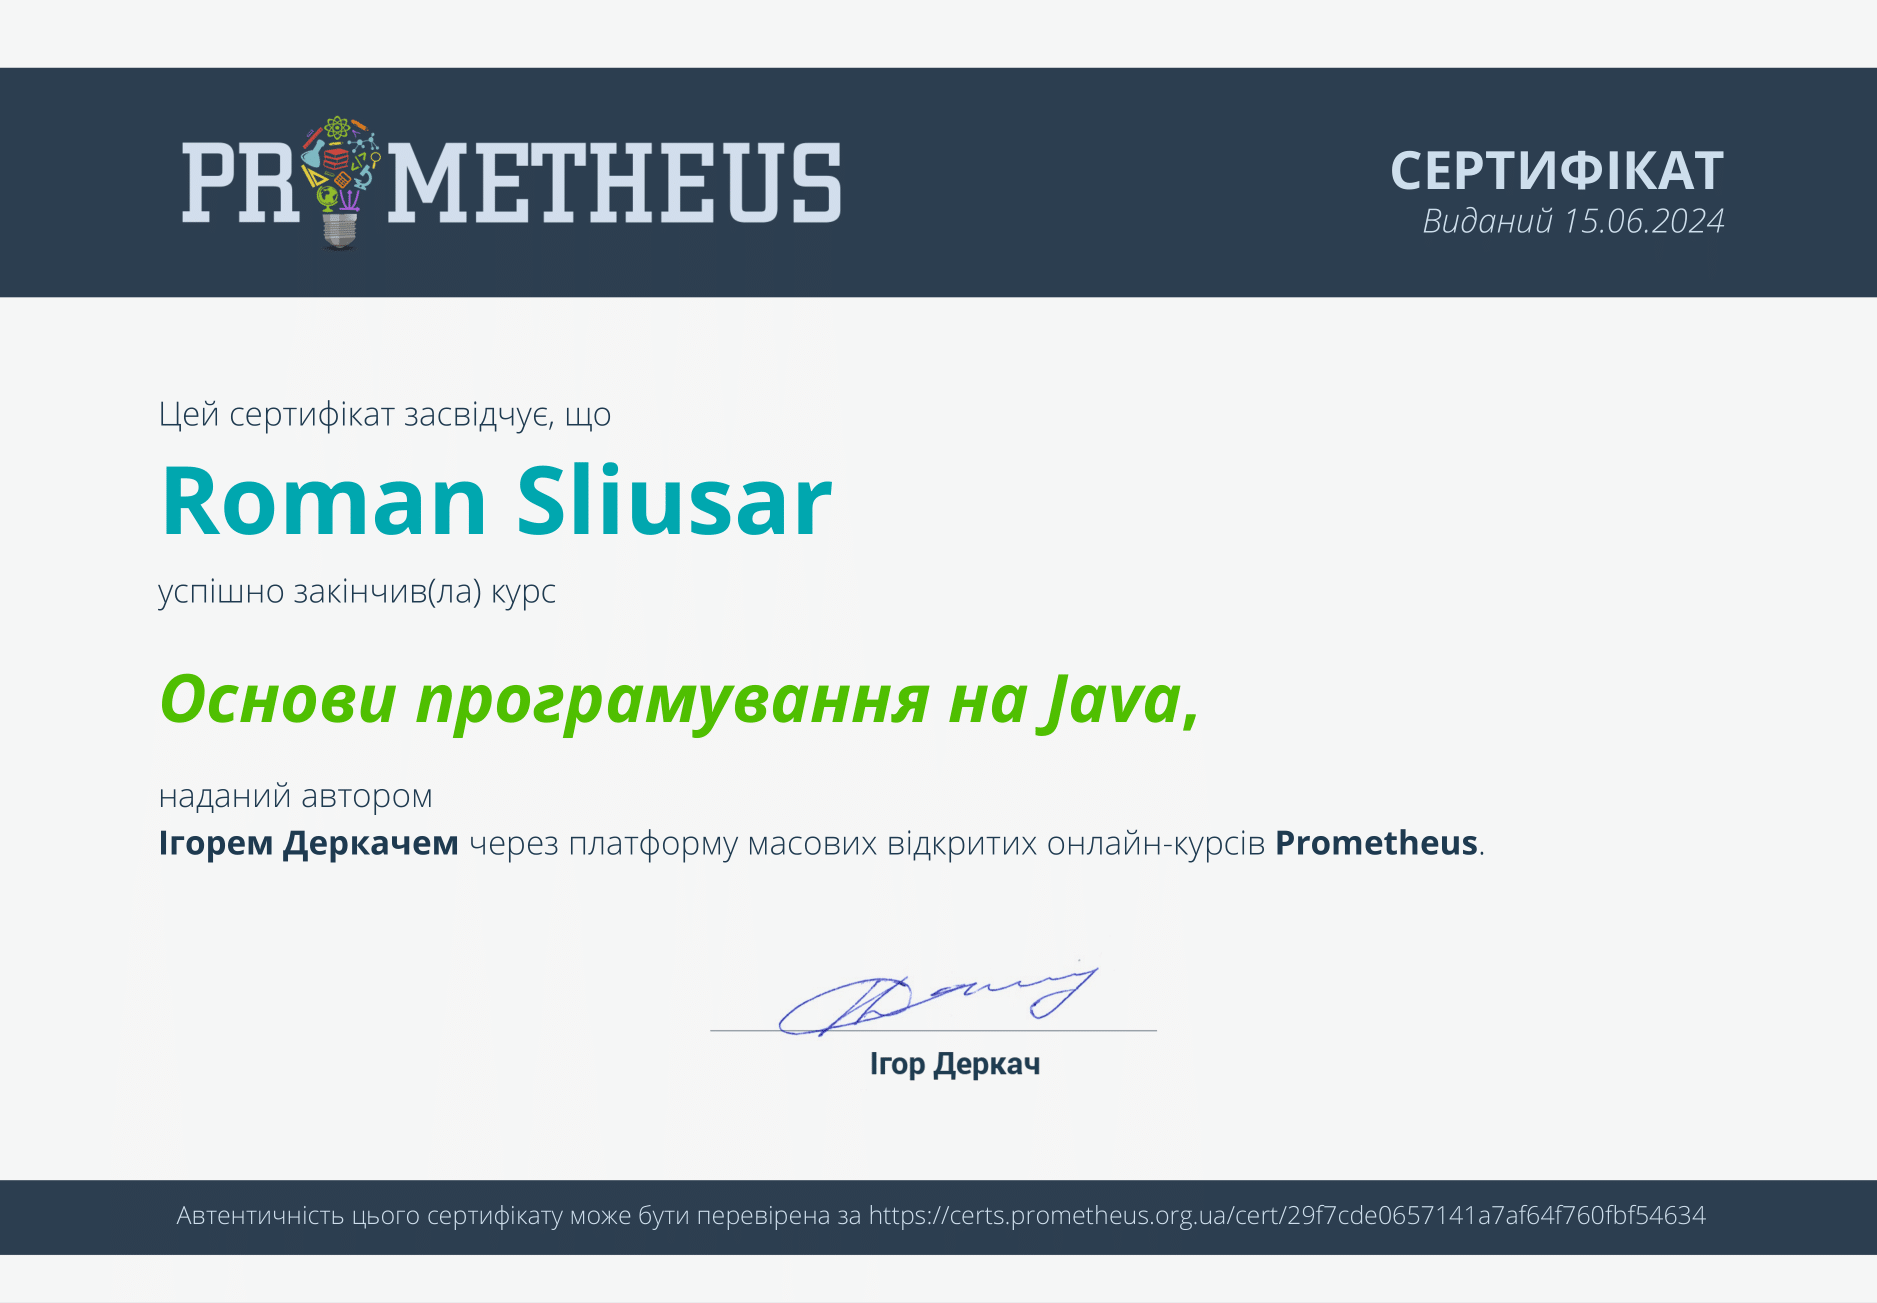 PROMETHEUS
СЕРТИФІКАТ
Виданий 15.06.2024
Цей сертифікат засвідчує, що
Roman Sliusar
успішно закінчив(ла) курс
Основи програмування на Java,
наданий автором
Ігорем Деркачем через платформу масових відкритих онлайн-курсів Prometheus.
Ігор Деркач
Автентичність цього сертифікату може бути перевірена за https://certs.prometheus.org.ua/cert/29f7cde0657141a7af64f760fbf54634